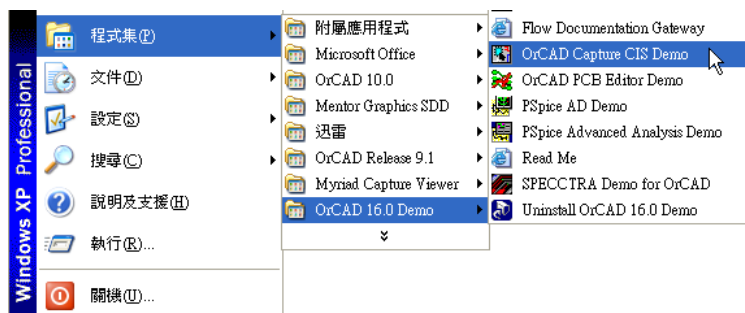 Windows XP Professional
程式集(P)
文件(D)
設定(S)
搜尋(C)
說明及支援(H)
執行(R)...
關機(U)...
附屬應用程式
Microsoft Office
OrCAD 10.0
Mentor Graphics SDD
迅雷
OrCAD Release 9.1
Myriad Capture Viewer
OrCAD 16.0 Demo
Flow Documentation Gateway
OrCAD Capture CIS Demo
OrCAD PCB Editor Demo
PSpice AD Demo
PSpice Advanced Analysis Demo
Read Me
SPECCTRA Demo for OrCAD
Uninstall OrCAD 16.0 Demo